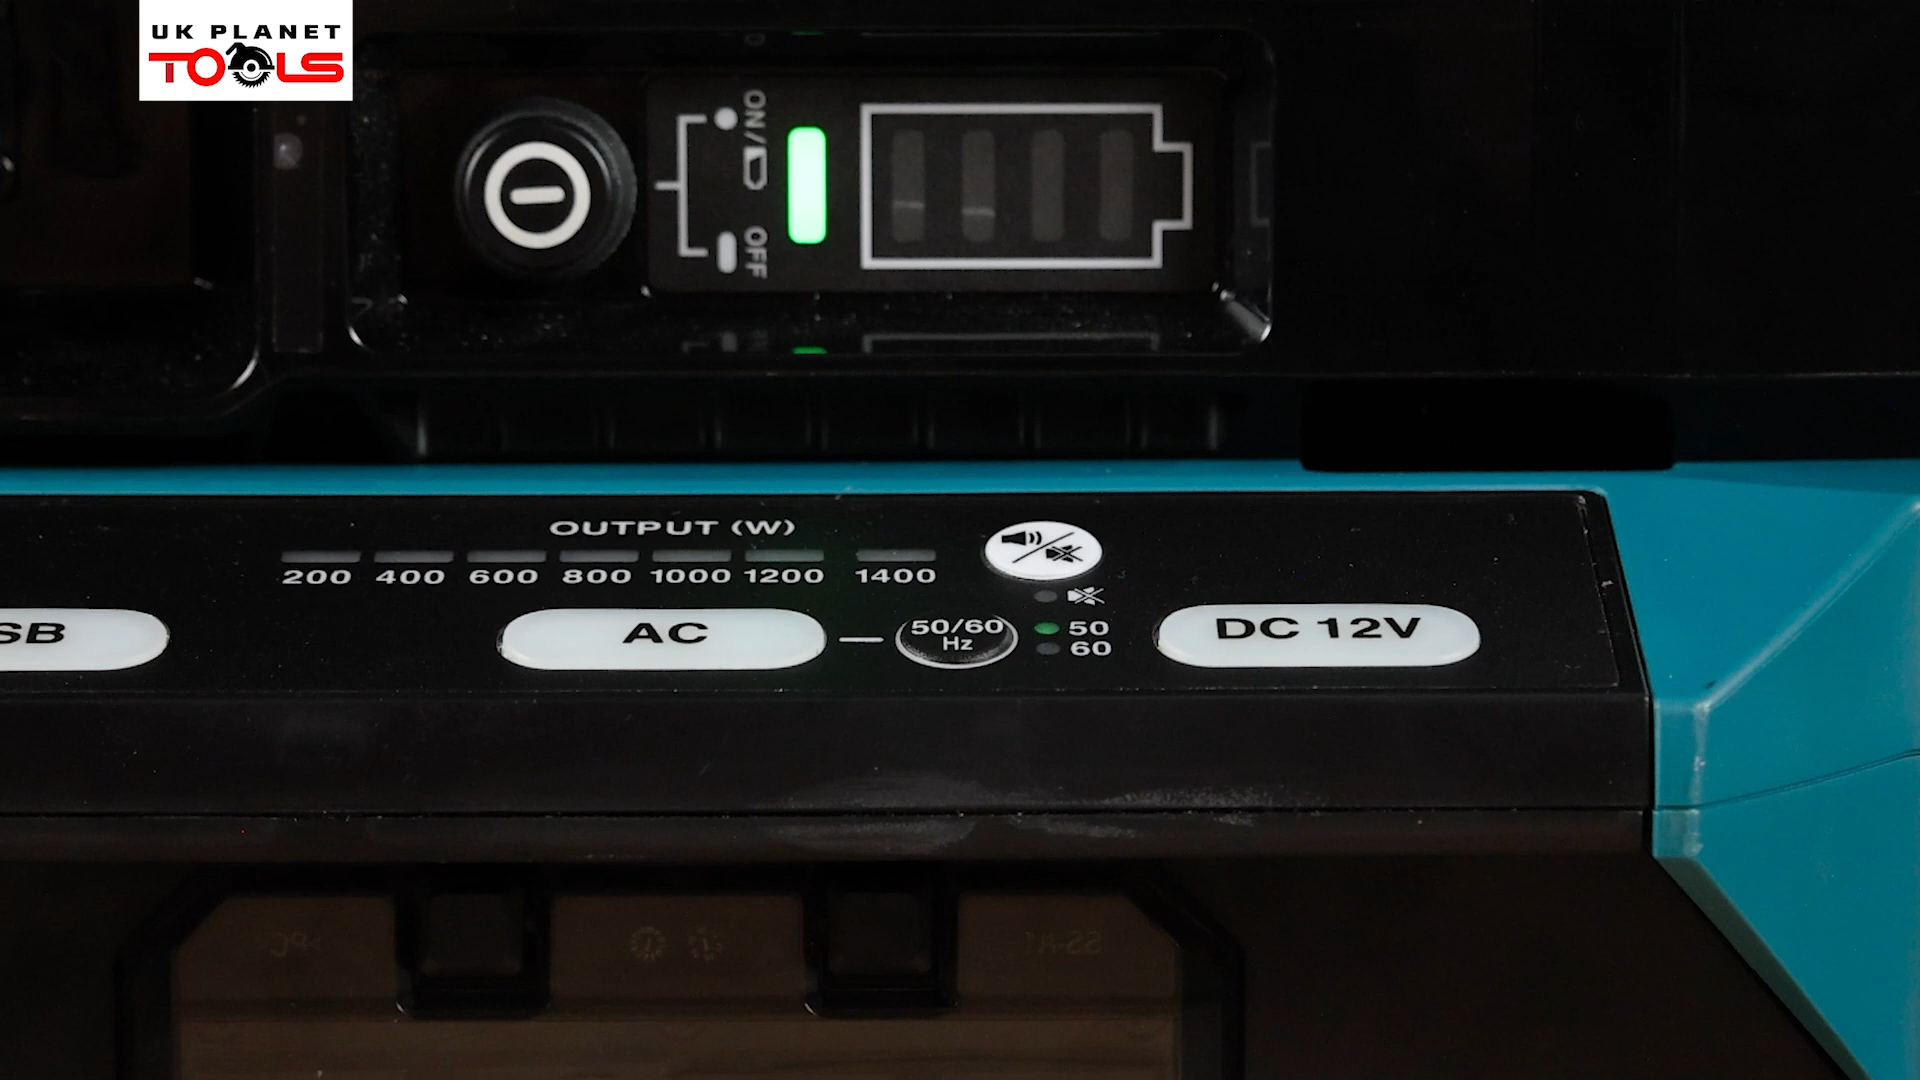 UK PLANET
TOOLS
ON/
OFF
OUTPUT (W)
200 400 600 800 1000 1200 1400
SB
AC
50/60
Hz
50
60
DC 12V